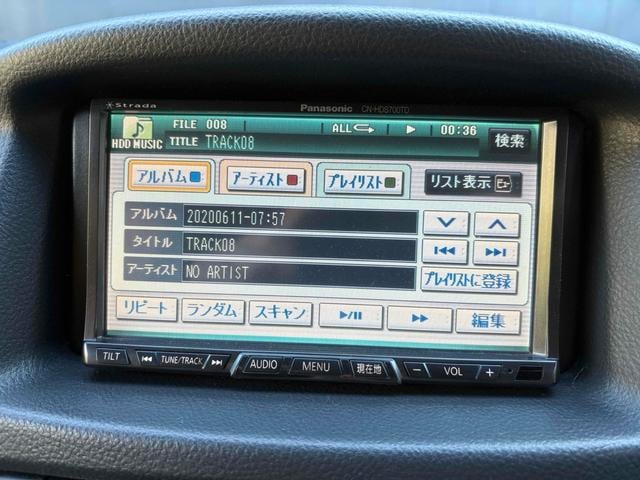 Strada Panasonic CN-HDS700TD
FILE 008 ALL 00:36 検索
HDD MUSIC TITLE TRACK08
アルバム アーティスト プレイリスト リスト表示
アルバム 20200611-07:57
タイトル TRACK08
アーティスト NO ARTIST プレイリストに登録
リピート ランダム スキャン 編集
TILT TUNE/TRACK AUDIO MENU 現在地 − VOL +